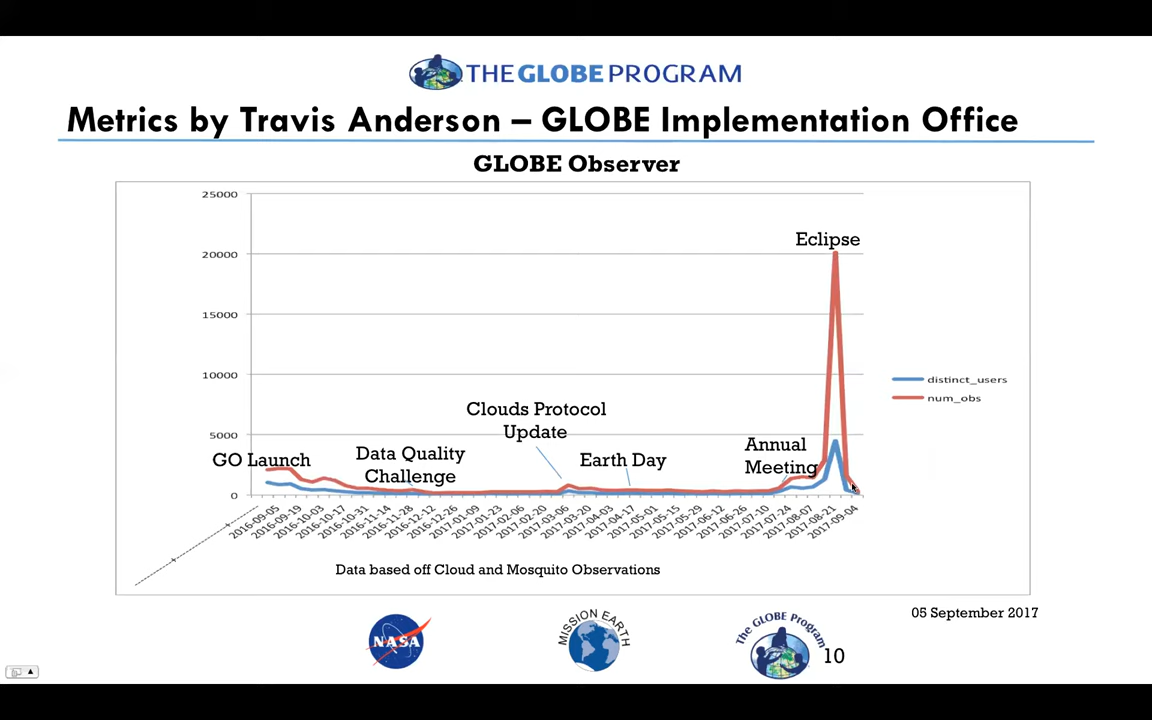 THE GLOBE PROGRAM
Metrics by Travis Anderson – GLOBE Implementation Office
GLOBE Observer
25000
20000
15000
10000
5000
0
Eclipse
Clouds Protocol
Update
GO Launch
Data Quality
Challenge
Earth Day
Annual
Meeting
distinct_users
num_obs
2016-09-05
2016-09-19
2016-10-03
2016-10-17
2016-10-31
2016-11-14
2016-11-28
2016-12-12
2016-12-26
2017-01-09
2017-01-23
2017-02-06
2017-02-20
2017-03-06
2017-03-20
2017-04-03
2017-04-17
2017-05-01
2017-05-15
2017-05-29
2017-06-12
2017-06-26
2017-07-10
2017-07-24
2017-08-07
2017-08-21
2017-09-04
Data based off Cloud and Mosquito Observations
05 September 2017
NASA
MISSION EARTH
The GLOBE Program
10